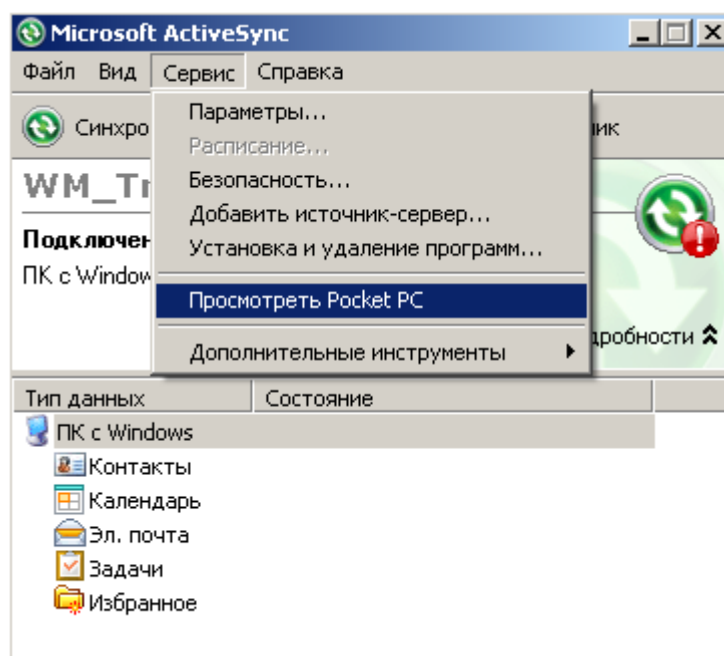 Microsoft ActiveSync
Файл Вид Сервис Справка
Синхро
ик
Параметры...
Расписание...
Безопасность...
Добавить источник-сервер...
Установка и удаление программ...
Просмотреть Pocket PC
Дополнительные инструменты
WM_Tr
Подключен
ПК с Window
дробности
Тип данных Состояние
ПК с Windows
Контакты
Календарь
Эл. почта
Задачи
Избранное